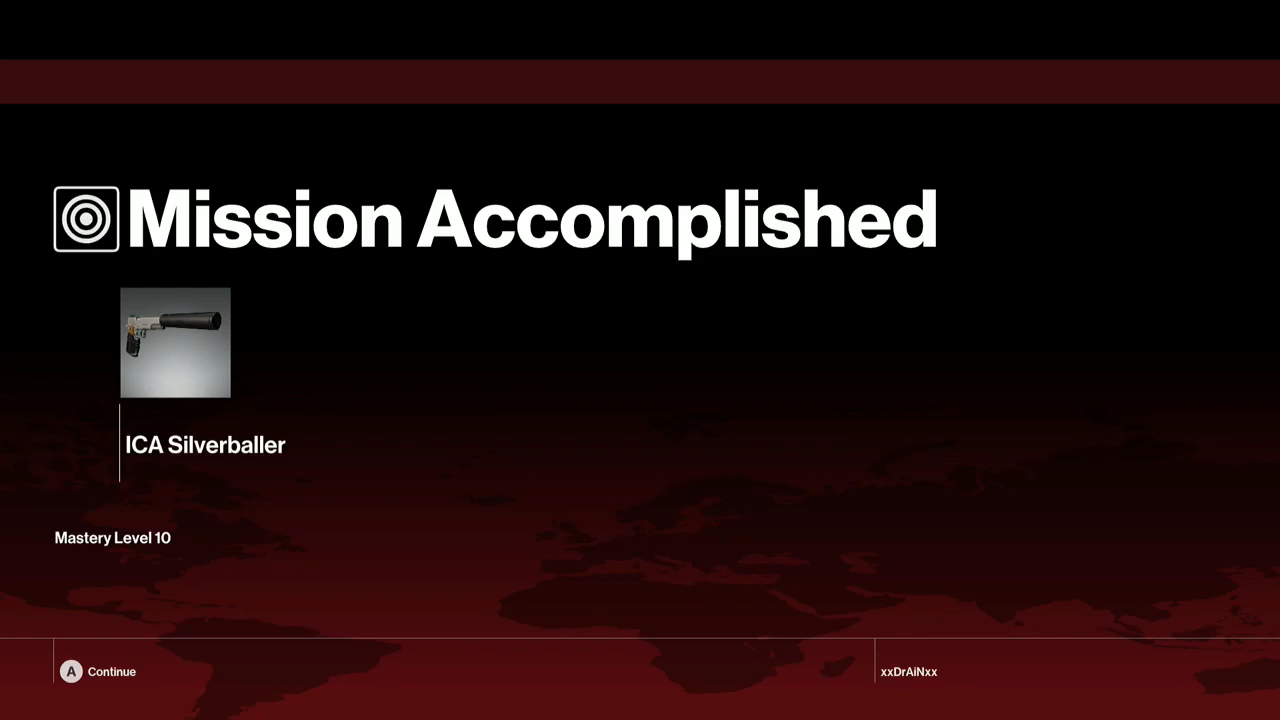 Mission Accomplished
ICA Silverballer
Mastery Level 10
A Continue
xxDrAiNxx